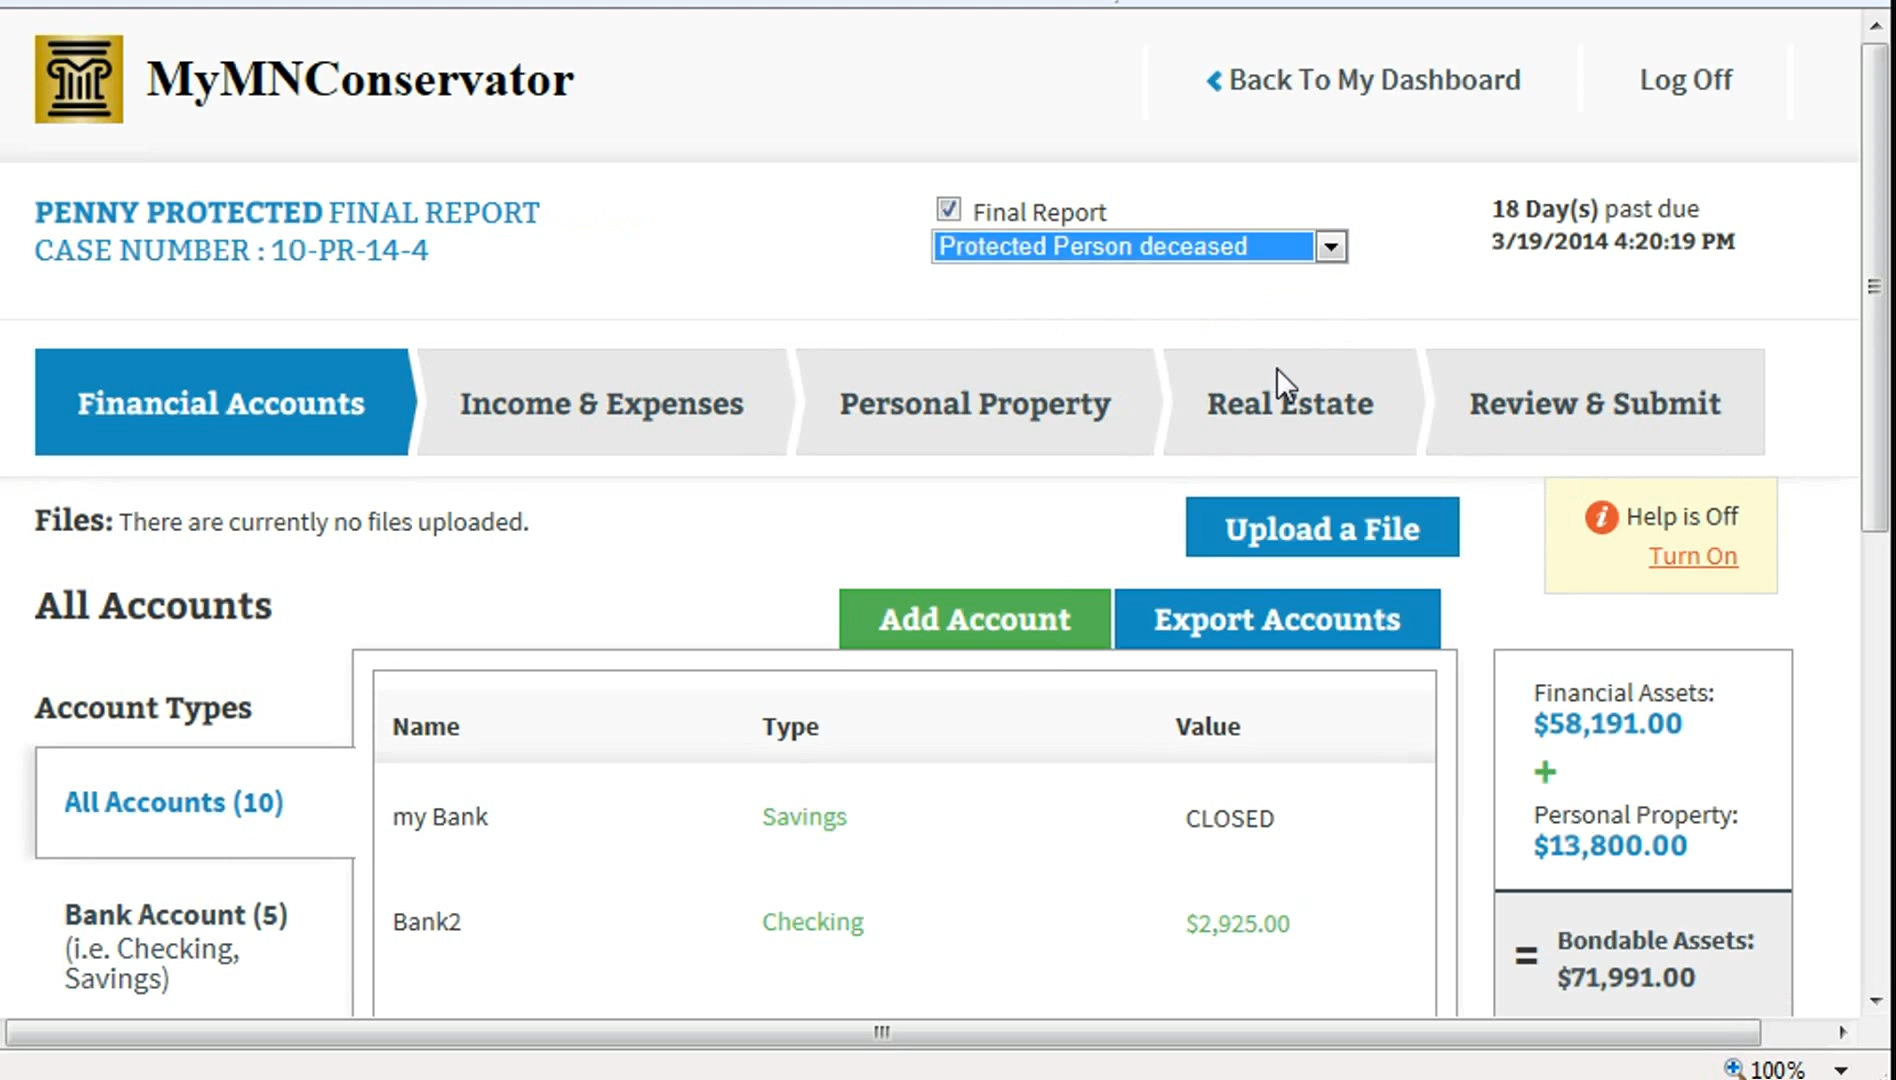 MyMNConservator
Back To My Dashboard
Log Off
PENNY PROTECTED FINAL REPORT
CASE NUMBER : 10-PR-14-4
Final Report
Protected Person deceased
18 Day(s) past due
3/19/2014 4:20:19 PM
Financial Accounts
Income & Expenses
Personal Property
Real Estate
Review & Submit
Files: There are currently no files uploaded.
Upload a File
Help is Off
Turn On
All Accounts
Add Account
Export Accounts
Account Types
All Accounts (10)
Bank Account (5)
(i.e. Checking,
Savings)
Name Type Value
my Bank Savings CLOSED
Bank2 Checking $2,925.00
Financial Assets:
$58,191.00
+
Personal Property:
$13,800.00
=
Bondable Assets:
$71,991.00
100%